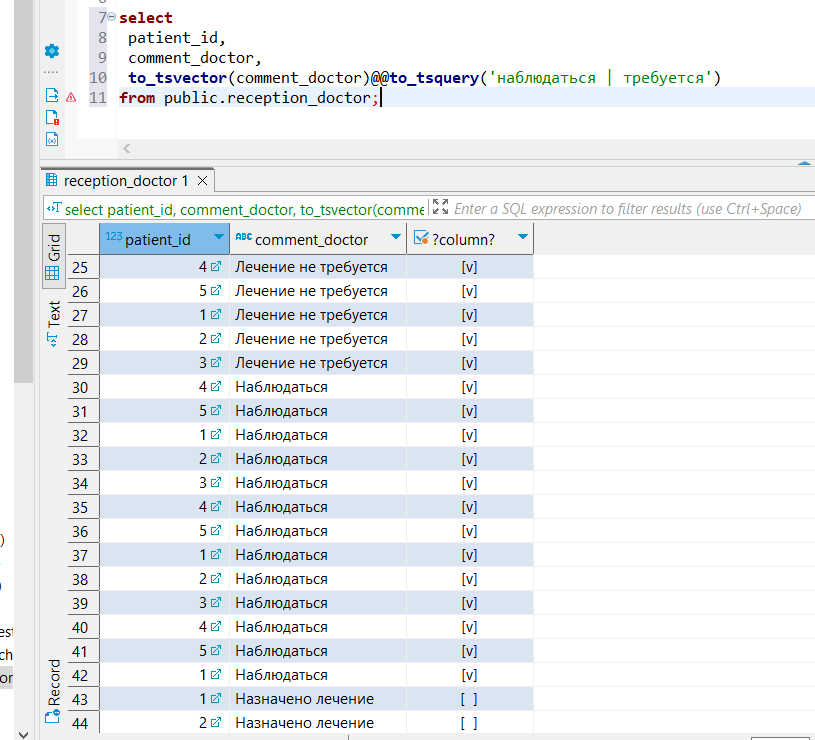 7 select
8 patient_id,
9 comment_doctor,
10 to_tsvector(comment_doctor)@@to_tsquery('наблюдаться | требуется')
11 from public.reception_doctor;
reception_doctor 1
select patient_id, comment_doctor, to_tsvector(comme
Enter a SQL expression to filter results (use Ctrl+Space)
Grid
Text
Record
123 patient_id ABC comment_doctor ?column?
25 4 Лечение не требуется [v]
26 5 Лечение не требуется [v]
27 1 Лечение не требуется [v]
28 2 Лечение не требуется [v]
29 3 Лечение не требуется [v]
30 4 Наблюдаться [v]
31 5 Наблюдаться [v]
32 1 Наблюдаться [v]
33 2 Наблюдаться [v]
34 3 Наблюдаться [v]
35 4 Наблюдаться [v]
36 5 Наблюдаться [v]
37 1 Наблюдаться [v]
38 2 Наблюдаться [v]
39 3 Наблюдаться [v]
40 4 Наблюдаться [v]
41 5 Наблюдаться [v]
42 1 Наблюдаться [v]
43 1 Назначено лечение [ ]
44 2 Назначено лечение [ ]